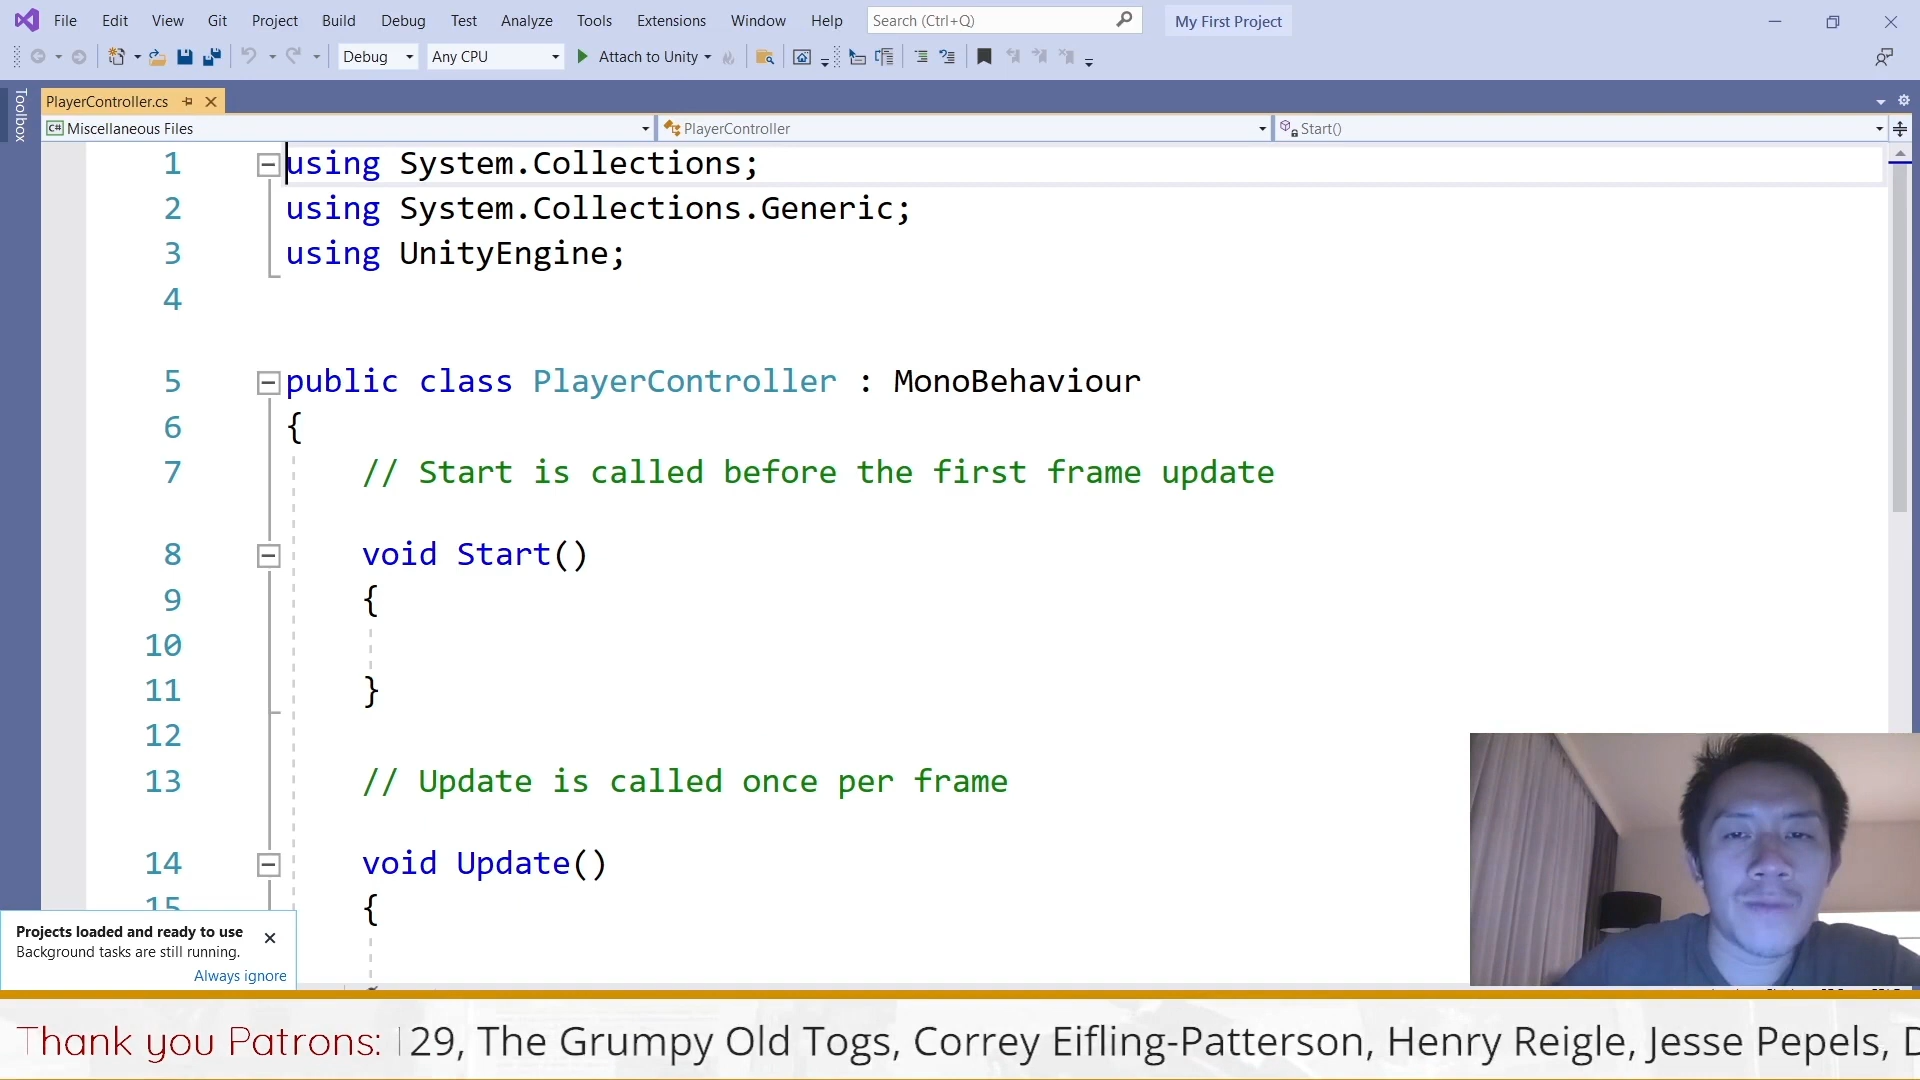 File Edit View Git Project Build Debug Test Analyze Tools Extensions Window Help Search (Ctrl+Q) My First Project
Debug Any CPU Attach to Unity
Toolbox
PlayerController.cs
C# Miscellaneous Files PlayerController Start()
1 using System.Collections;
2 using System.Collections.Generic;
3 using UnityEngine;
4
5 public class PlayerController : MonoBehaviour
6 {
7 // Start is called before the first frame update
8 void Start()
9 {
10
11 }
12
13 // Update is called once per frame
14 void Update()
15 {
Projects loaded and ready to use
Background tasks are still running.
Always ignore
Thank you Patrons: 29, The Grumpy Old Togs, Correy Eifling-Patterson, Henry Reigle, Jesse Pepels, D